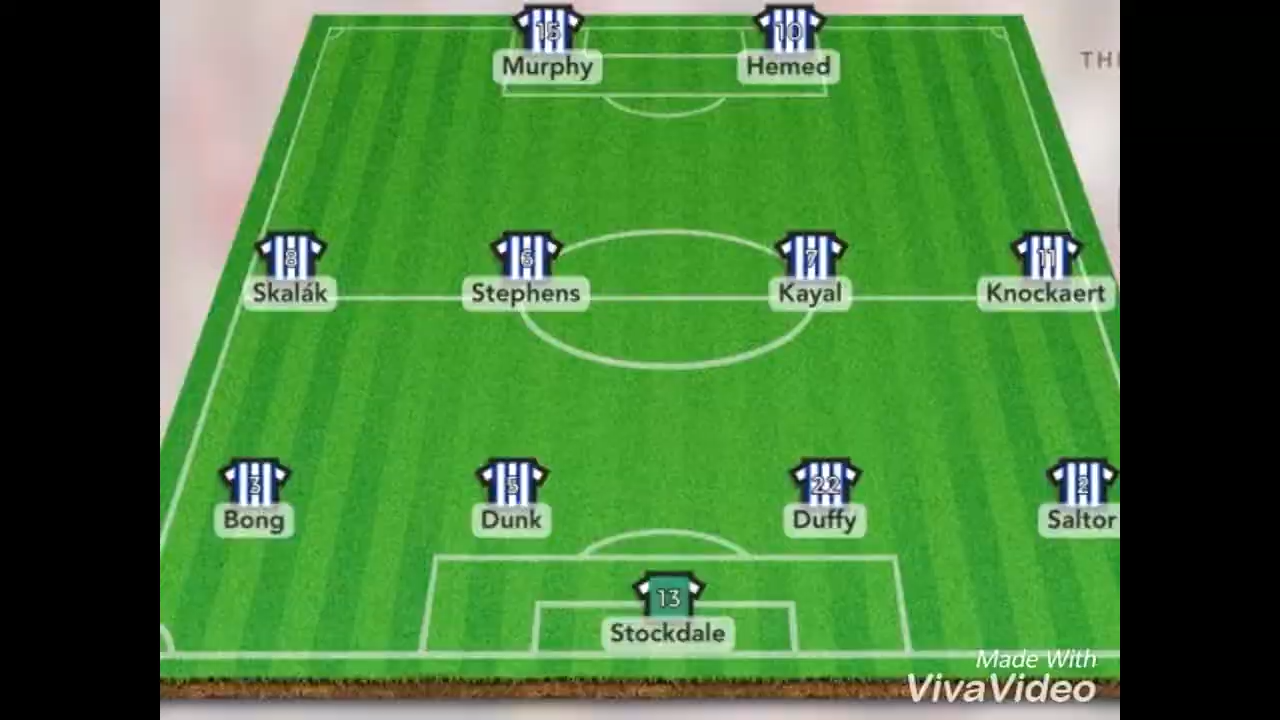 15 10
Murphy Hemed
THE
8 6 7 11
Skalák Stephens Kayal Knockaert
3 5 22 2
Bong Dunk Duffy Saltor
13
Stockdale
Made With
VivaVideo